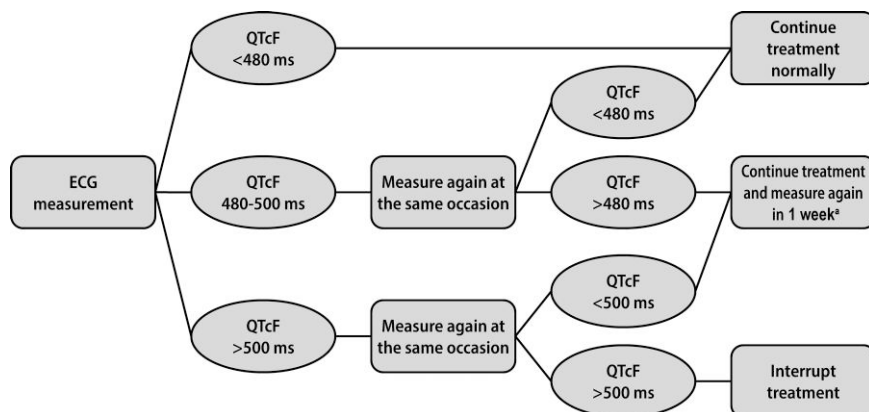 QTcF
<480 ms
Continue
treatment
normally
QTcF
<480 ms
ECG
measurement
QTcF
480-500 ms
Measure again at
the same occasion
QTcF
>480 ms
Continue treatment
and measure again
in 1 weekᵃ
QTcF
<500 ms
QTcF
>500 ms
Measure again at
the same occasion
QTcF
>500 ms
Interrupt
treatment